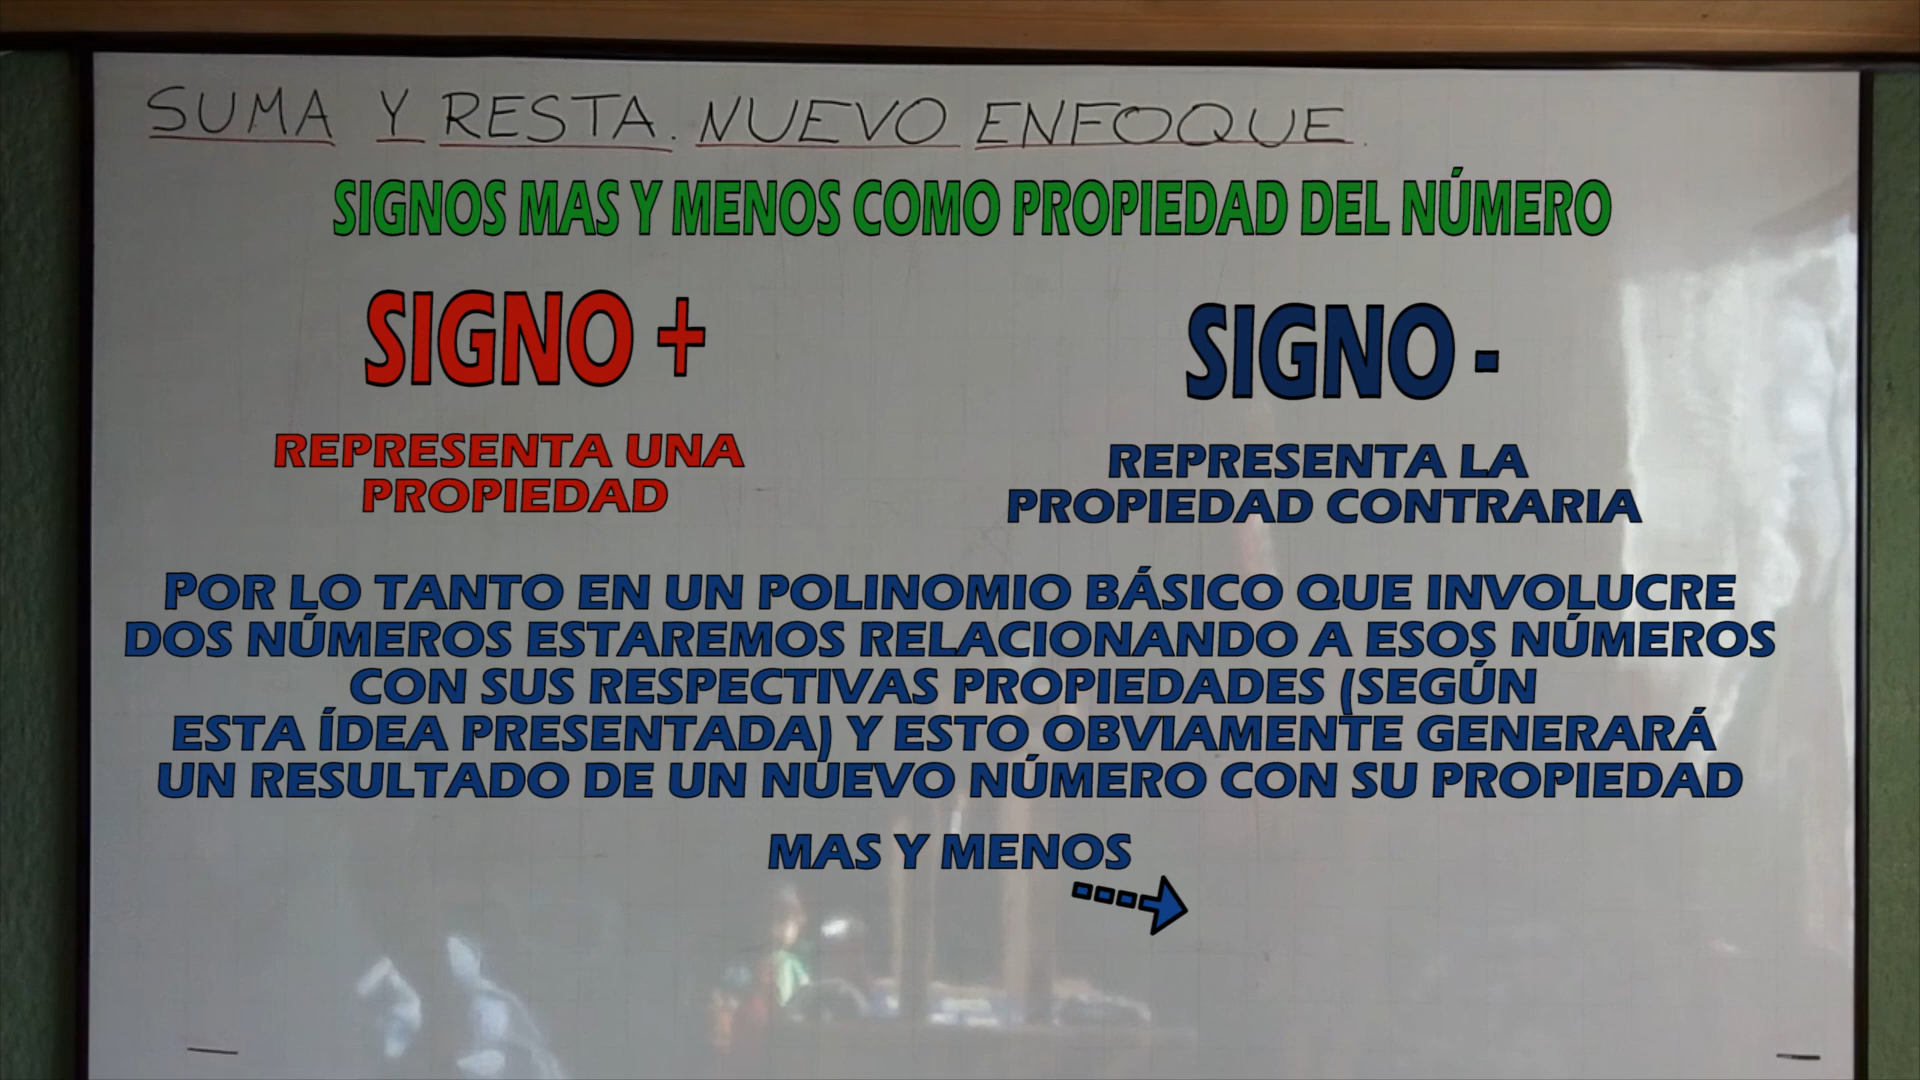 SUMA Y RESTA. NUEVO ENFOQUE.
SIGNOS MAS Y MENOS COMO PROPIEDAD DEL NÚMERO
SIGNO +
REPRESENTA UNA
PROPIEDAD
SIGNO -
REPRESENTA LA
PROPIEDAD CONTRARIA
POR LO TANTO EN UN POLINOMIO BÁSICO QUE INVOLUCRE
DOS NÚMEROS ESTAREMOS RELACIONANDO A ESOS NÚMEROS
CON SUS RESPECTIVAS PROPIEDADES (SEGÚN
ESTA ÍDEA PRESENTADA) Y ESTO OBVIAMENTE GENERARÁ
UN RESULTADO DE UN NUEVO NÚMERO CON SU PROPIEDAD
MAS Y MENOS